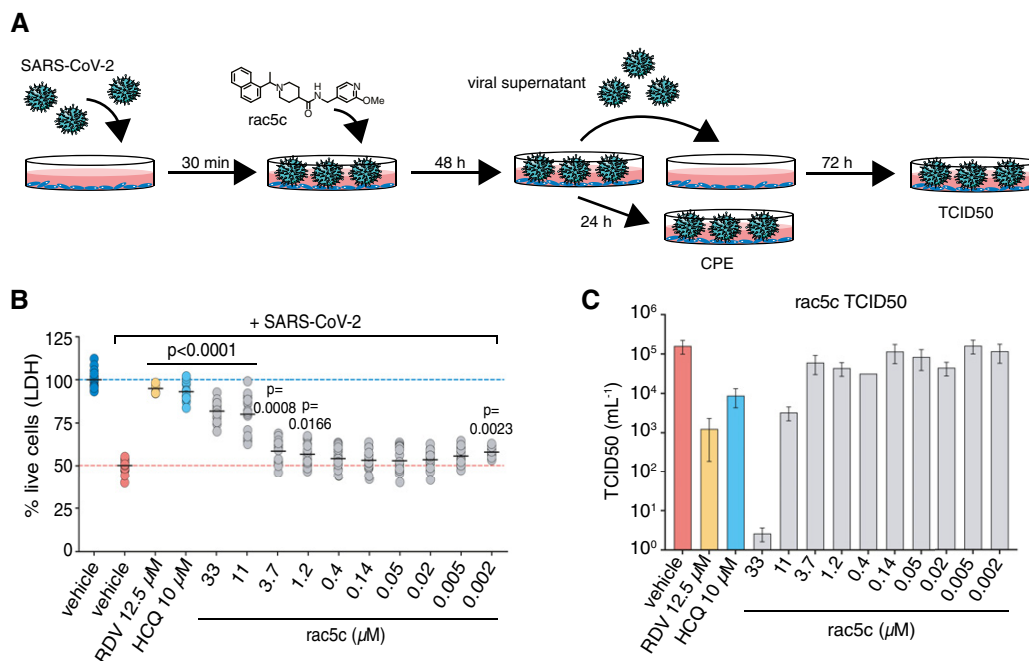 A
SARS-CoV-2
rac5c
N
N
H
O
N
OMe
viral supernatant
30 min
48 h
24 h
72 h
CPE
TCID50
B
+ SARS-CoV-2
p<0.0001
p=
0.0008
p=
0.0166
p=
0.0023
% live cells (LDH)
125
100
75
50
25
0
vehicle
vehicle
RDV 12.5 µM
HCQ 10 µM
33
11
3.7
1.2
0.4
0.14
0.05
0.02
0.005
0.002
rac5c (µM)
C
rac5c TCID50
TCID50 (mL⁻¹)
10⁶
10⁵
10⁴
10³
10²
10¹
10⁰
vehicle
RDV 12.5 µM
HCQ 10 µM
33
11
3.7
1.2
0.4
0.14
0.05
0.02
0.005
0.002
rac5c (µM)